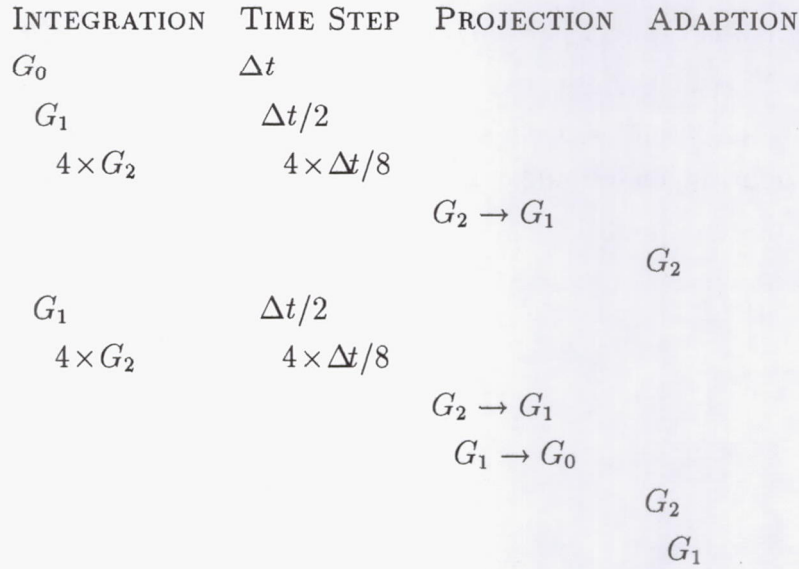 INTEGRATION TIME STEP PROJECTION ADAPTION
G₀ Δt
G₁ Δt/2
4×G₂ 4×Δt/8
G₂ → G₁
G₂
G₁ Δt/2
4×G₂ 4×Δt/8
G₂ → G₁
G₁ → G₀
G₂
G₁